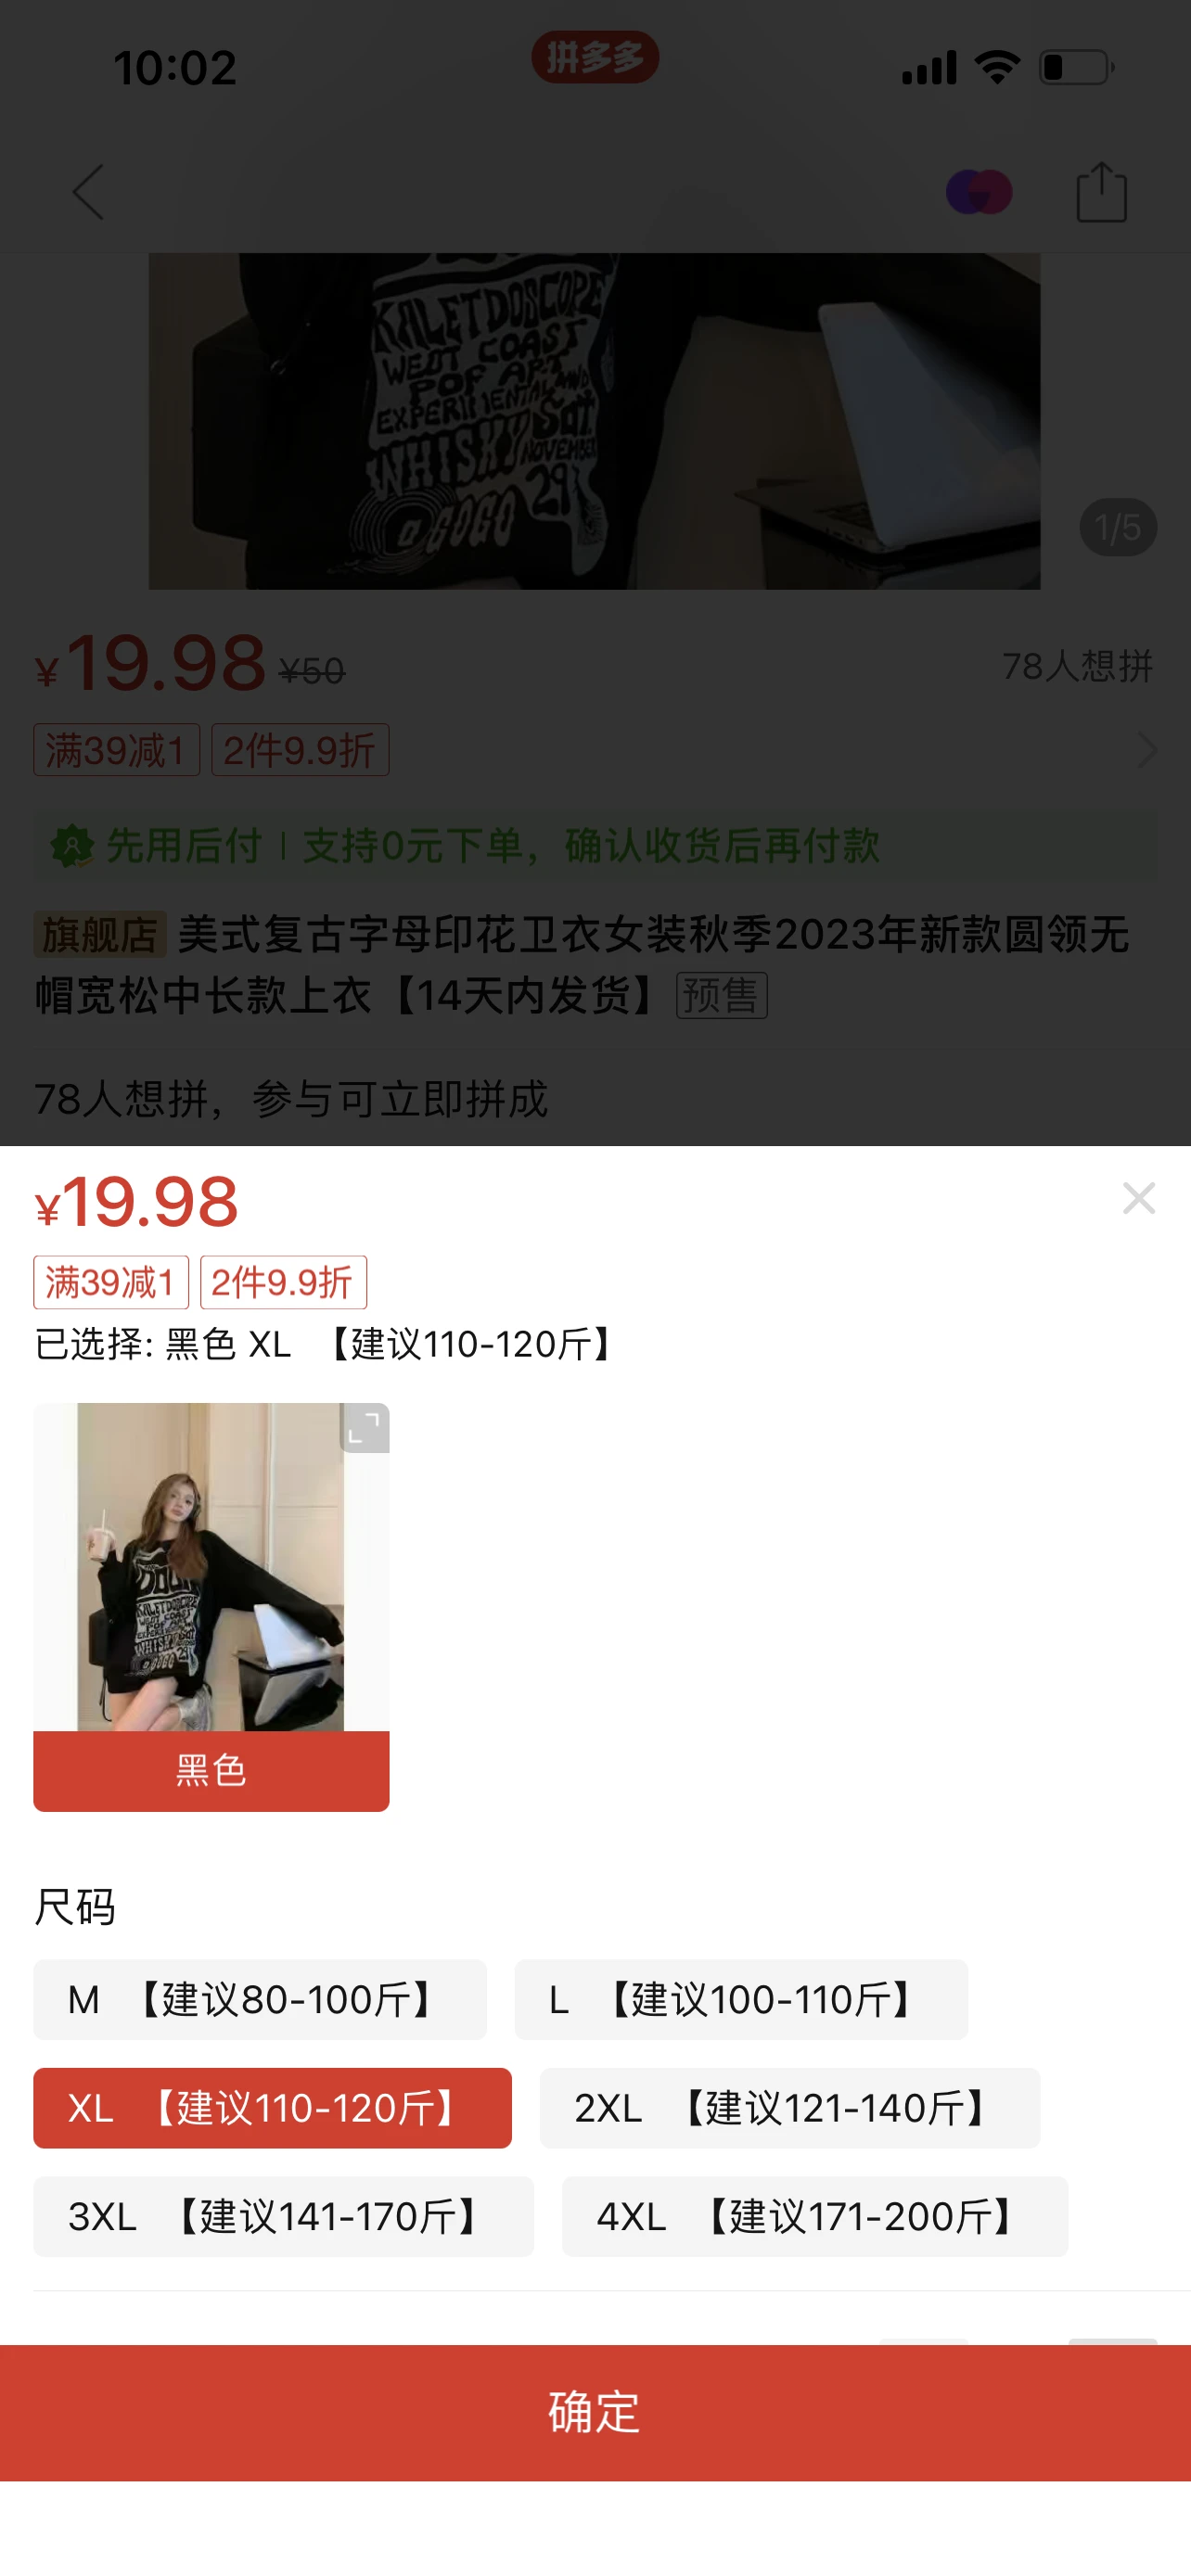 10:02
拼多多
KALETDOSCOPE
WEDT COAST
POP ART
EXPERIMENTAL AND
WHISKY Sat.
NOVEMBER
a GOGO 29
1/5
¥19.98 ¥50 78人想拼
满39减1 2件9.9折
先用后付 | 支持0元下单，确认收货后再付款
旗舰店 美式复古字母印花卫衣女装秋季2023年新款圆领无
帽宽松中长款上衣【14天内发货】 预售
78人想拼，参与可立即拼成
¥19.98
满39减1 2件9.9折
已选择: 黑色 XL 【建议110-120斤】
KALETDOSCOPE
WEDT COAST
POP ART
WHISKY
黑色
尺码
M 【建议80-100斤】 L 【建议100-110斤】
XL 【建议110-120斤】 2XL 【建议121-140斤】
3XL 【建议141-170斤】 4XL 【建议171-200斤】
确定